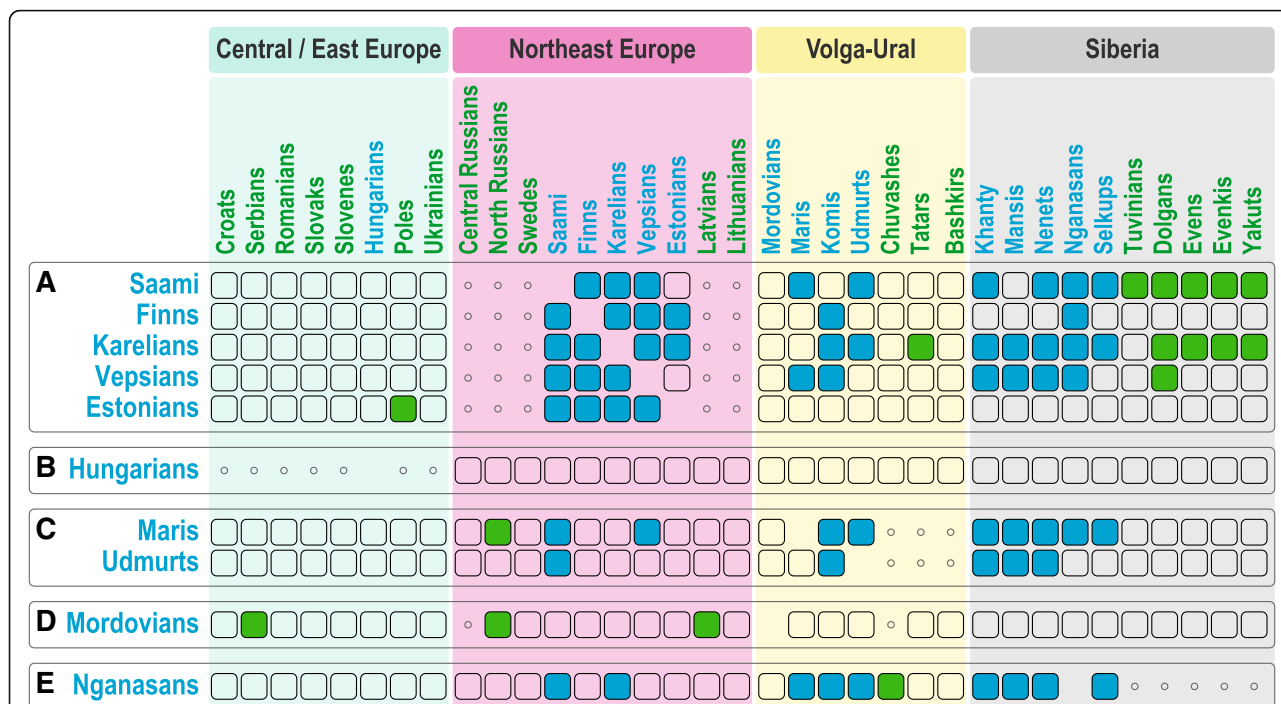 Central / East Europe
Northeast Europe
Volga-Ural
Siberia
Croats
Serbians
Romanians
Slovaks
Slovenes
Hungarians
Poles
Ukrainians
Central Russians
North Russians
Swedes
Saami
Finns
Karelians
Vepsians
Estonians
Latvians
Lithuanians
Mordovians
Maris
Komis
Udmurts
Chuvashes
Tatars
Bashkirs
Khanty
Mansis
Nenets
Nganasans
Selkups
Tuvinians
Dolgans
Evens
Evenkis
Yakuts
A Saami
Finns
Karelians
Vepsians
Estonians
B Hungarians
C Maris
Udmurts
D Mordovians
E Nganasans